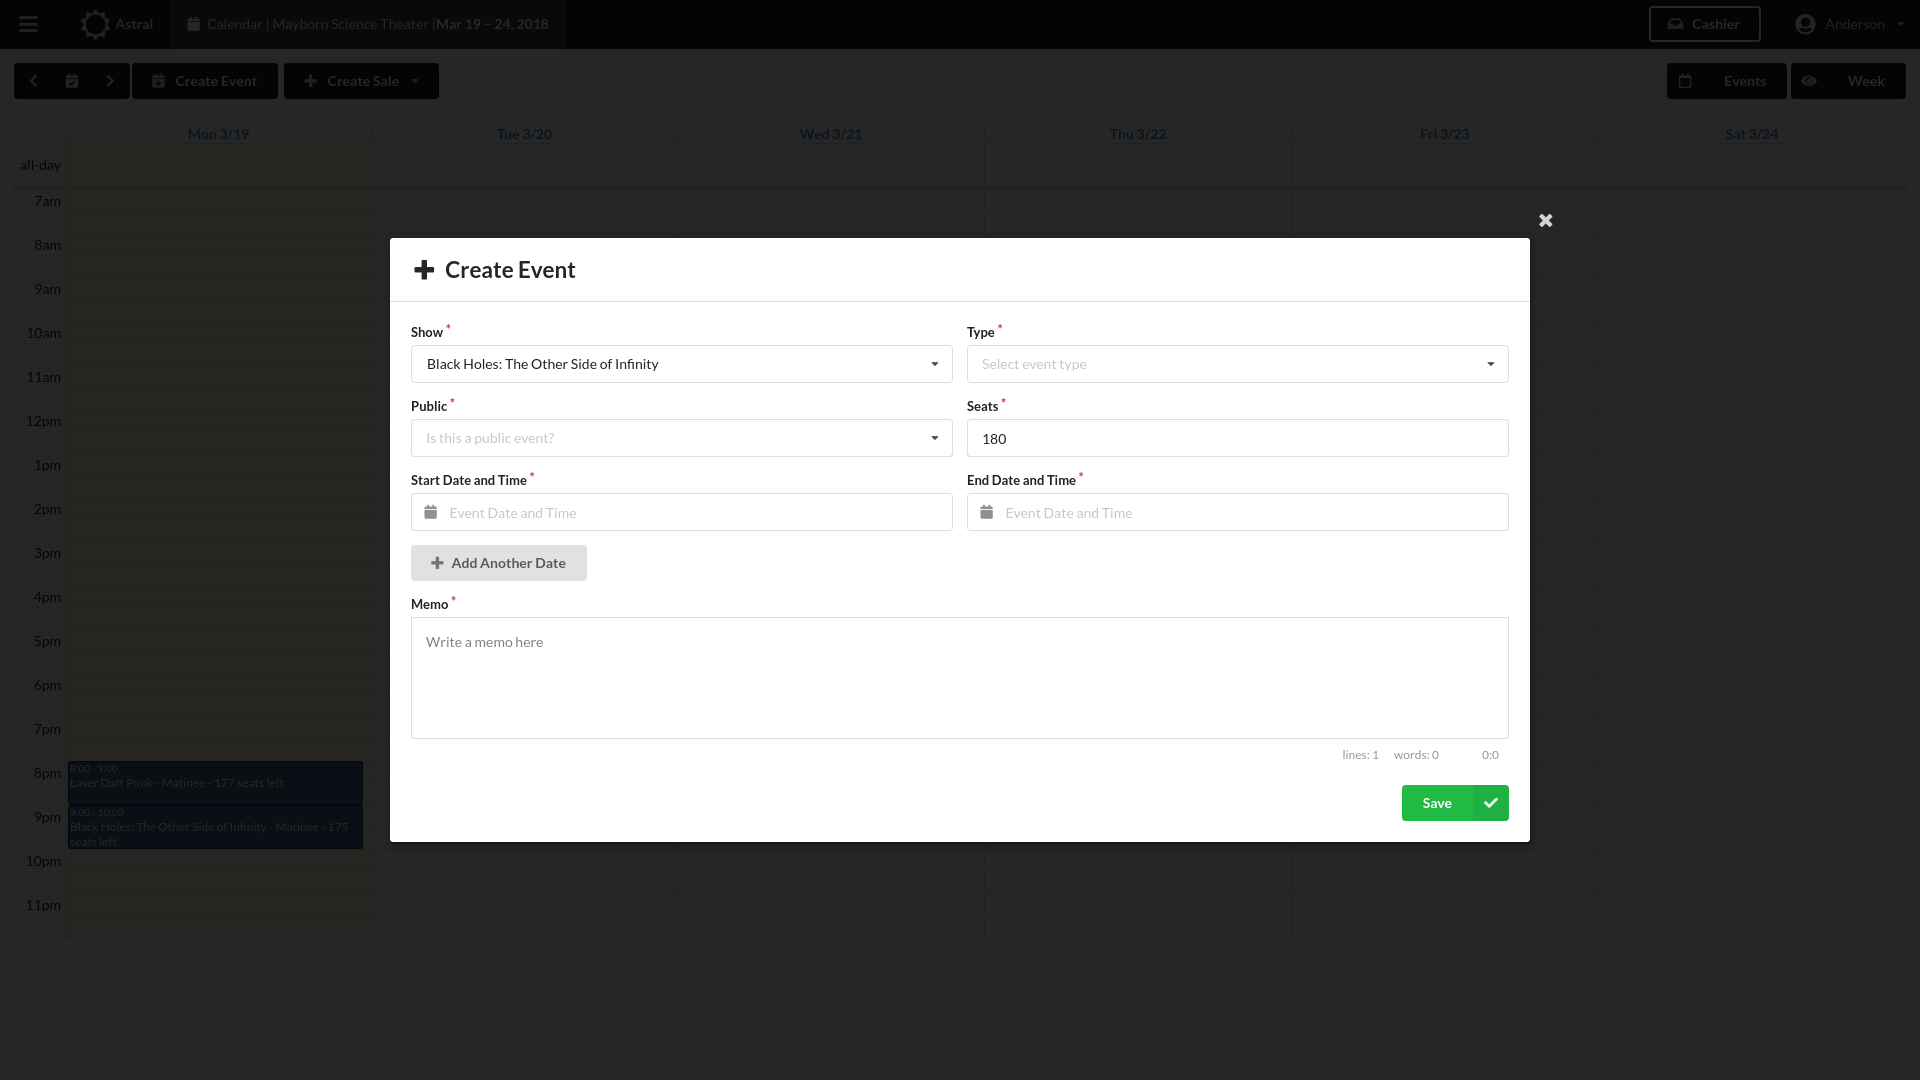 Astral
Calendar | Mayborn Science Theater |Mar 19 – 24, 2018
Cashier
Anderson
Create Event
Create Sale
Events
Week
Mon 3/19
Tue 3/20
Wed 3/21
Thu 3/22
Fri 3/23
Sat 3/24
all-day
7am
8am
9am
10am
11am
12pm
1pm
2pm
3pm
4pm
5pm
6pm
7pm
8pm
9pm
10pm
11pm
8:00 - 9:00
Laser Daft Punk - Matinee - 177 seats left
9:00 - 10:00
Black Holes: The Other Side of Infinity - Matinee - 175
seats left
Create Event
Show *
Type *
Black Holes: The Other Side of Infinity
Select event type
Public *
Seats *
Is this a public event?
180
Start Date and Time *
End Date and Time *
Event Date and Time
Event Date and Time
Add Another Date
Memo *
Write a memo here
lines: 1 words: 0 0:0
Save